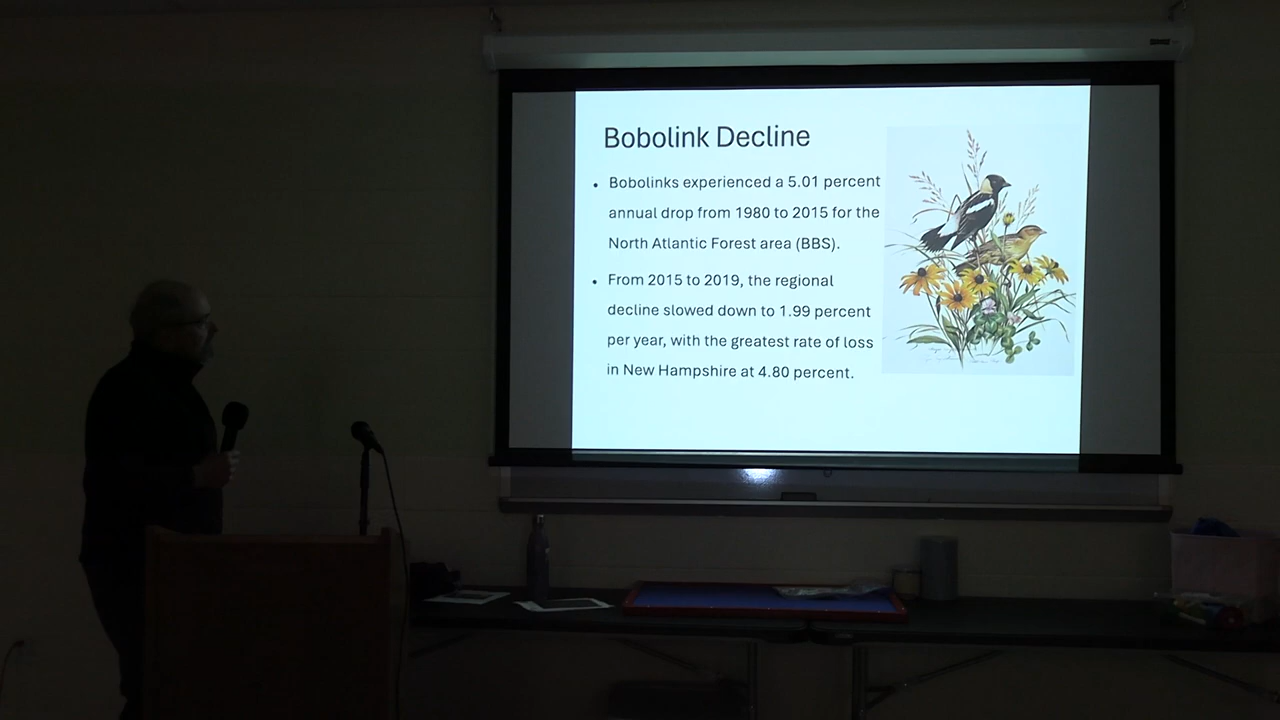 Bobolink Decline
• Bobolinks experienced a 5.01 percent
annual drop from 1980 to 2015 for the
North Atlantic Forest area (BBS).
• From 2015 to 2019, the regional
decline slowed down to 1.99 percent
per year, with the greatest rate of loss
in New Hampshire at 4.80 percent.